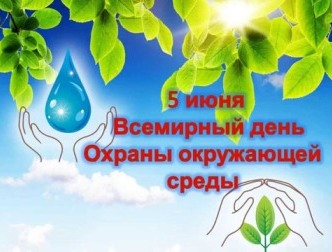 5 июня
Всемирный день
Охраны окружающей
среды